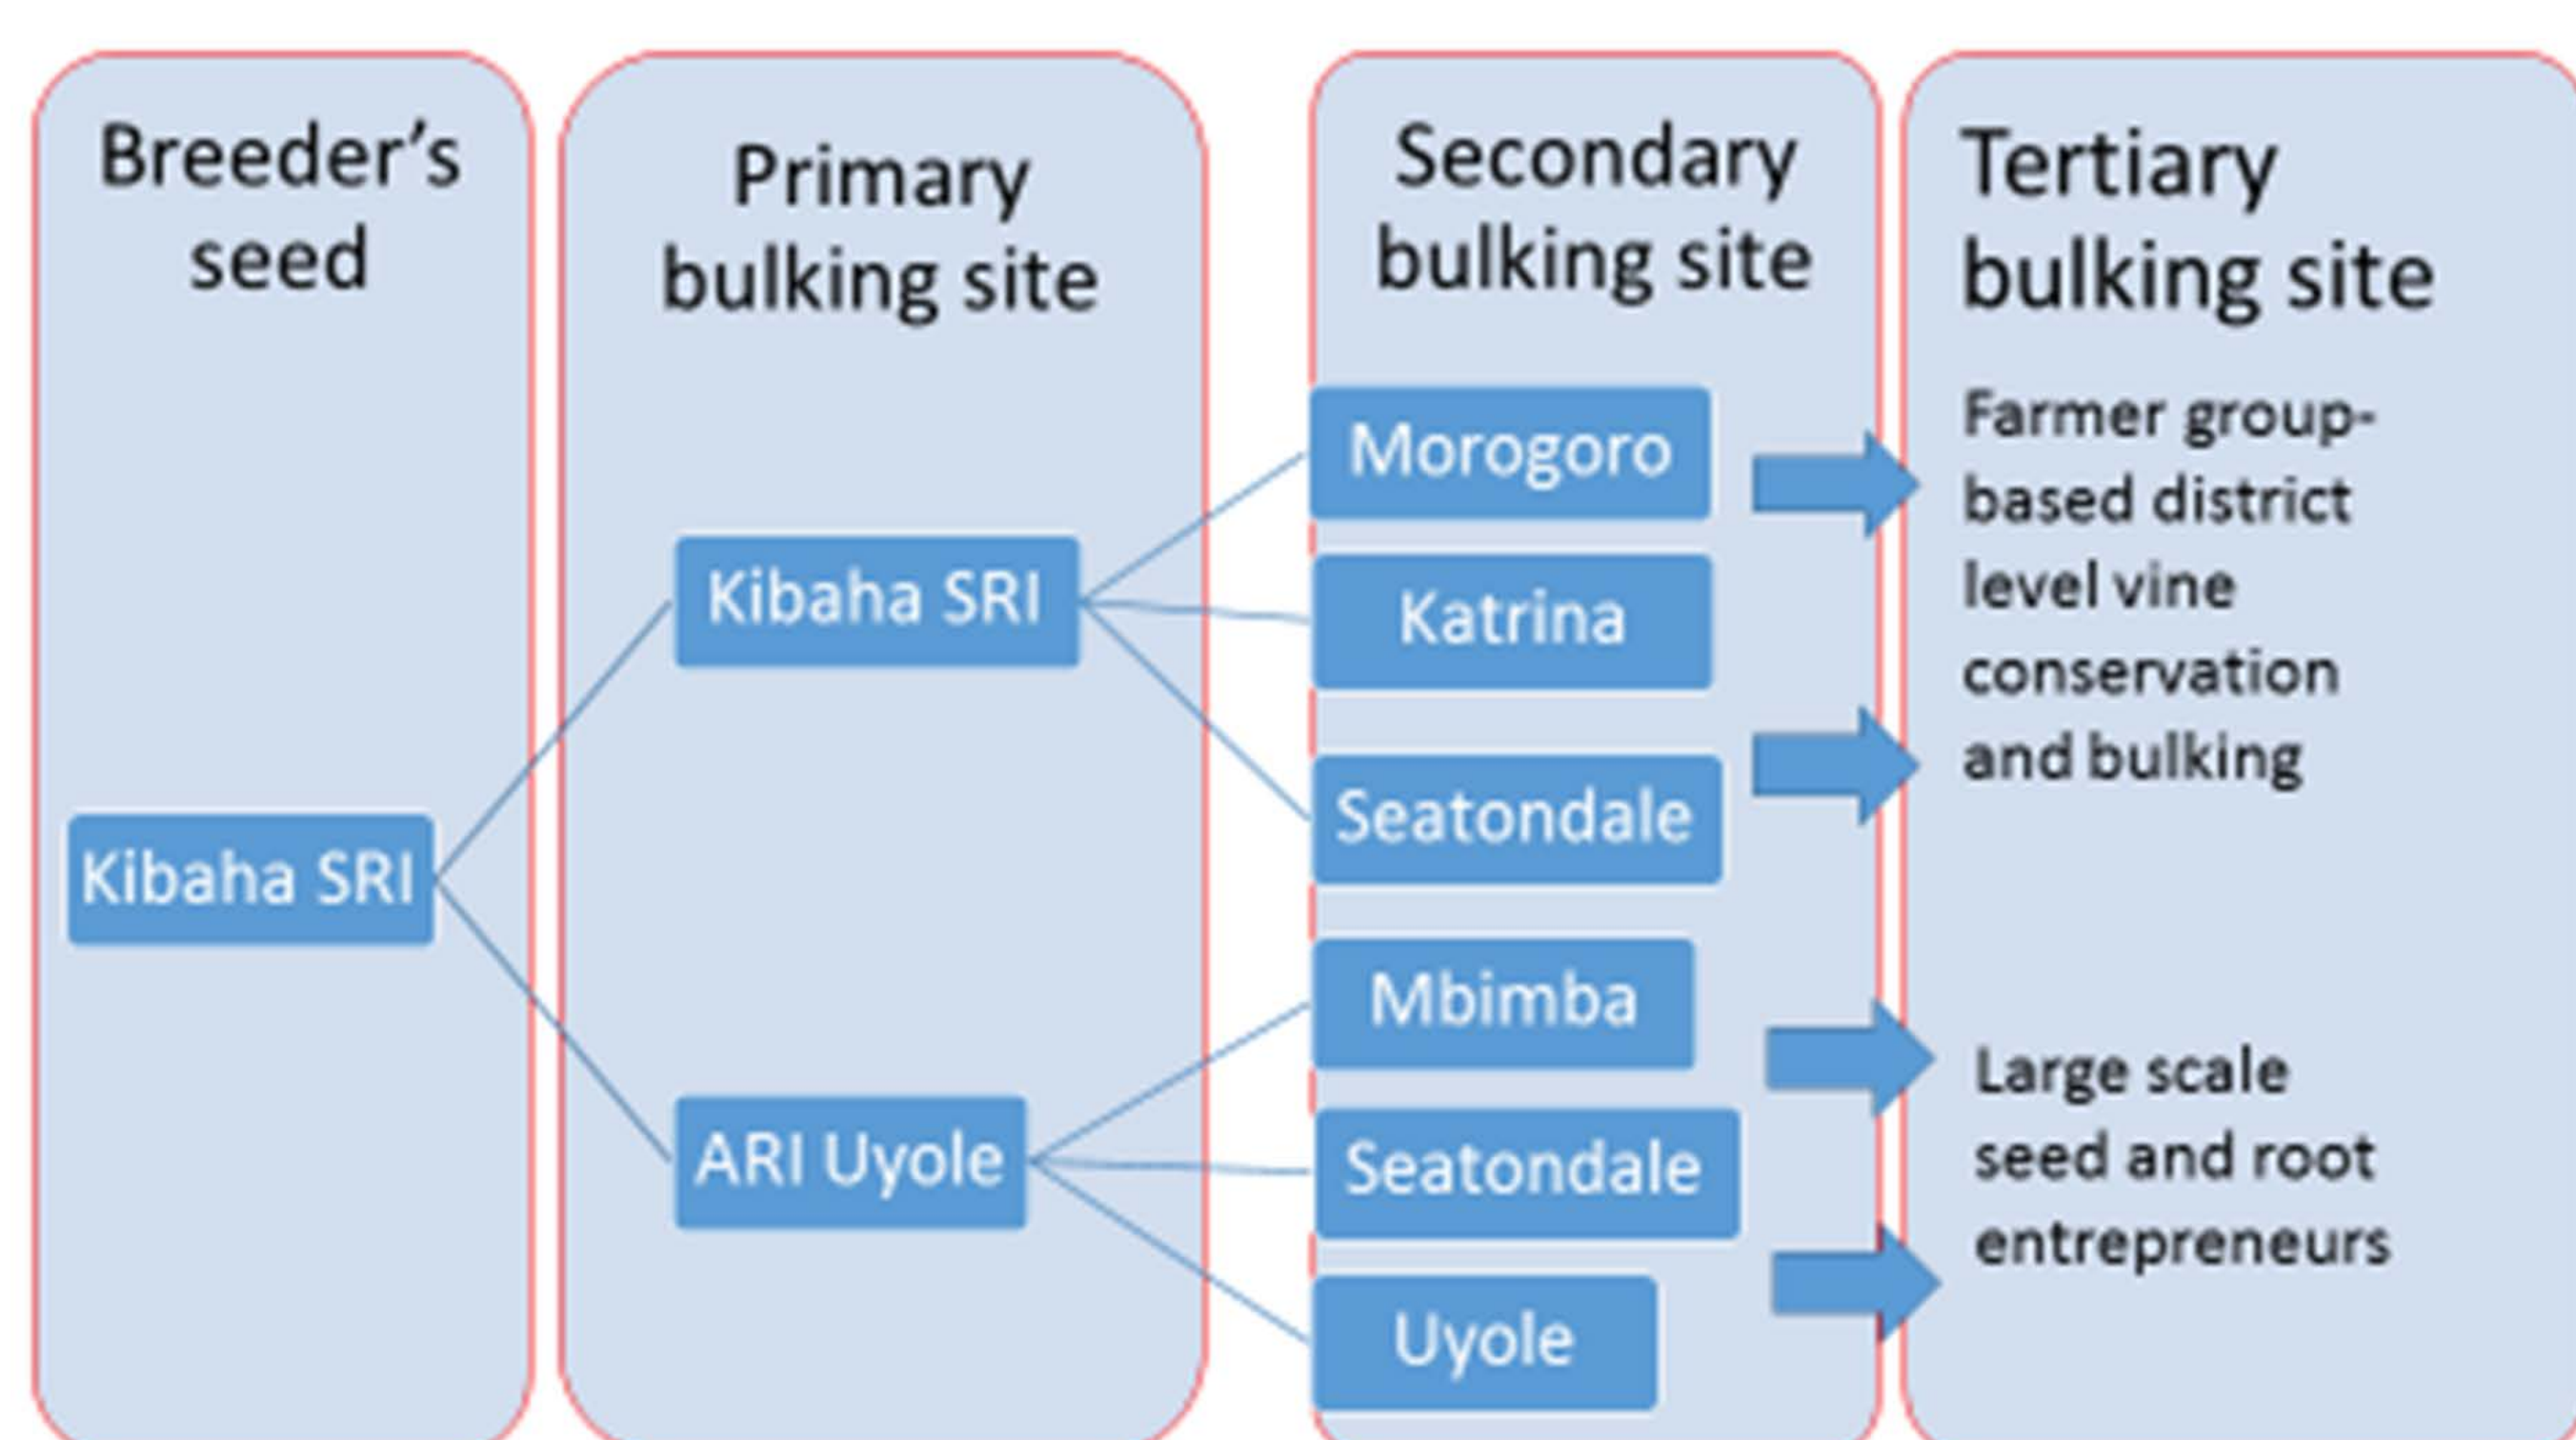 Breeder’s
seed
Kibaha SRI
Primary
bulking site
Kibaha SRI
ARI Uyole
Secondary
bulking site
Morogoro
Katrina
Seatondale
Mbimba
Seatondale
Uyole
Tertiary
bulking site
Farmer group-
based district
level vine
conservation
and bulking
Large scale
seed and root
entrepreneurs